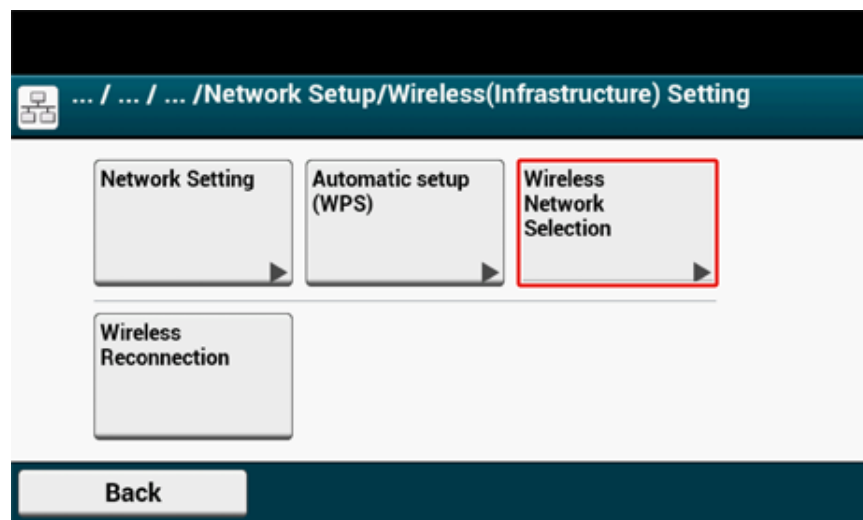 ... / ... / ... /Network Setup/Wireless(Infrastructure) Setting
Network Setting
Automatic setup
(WPS)
Wireless
Network
Selection
Wireless
Reconnection
Back